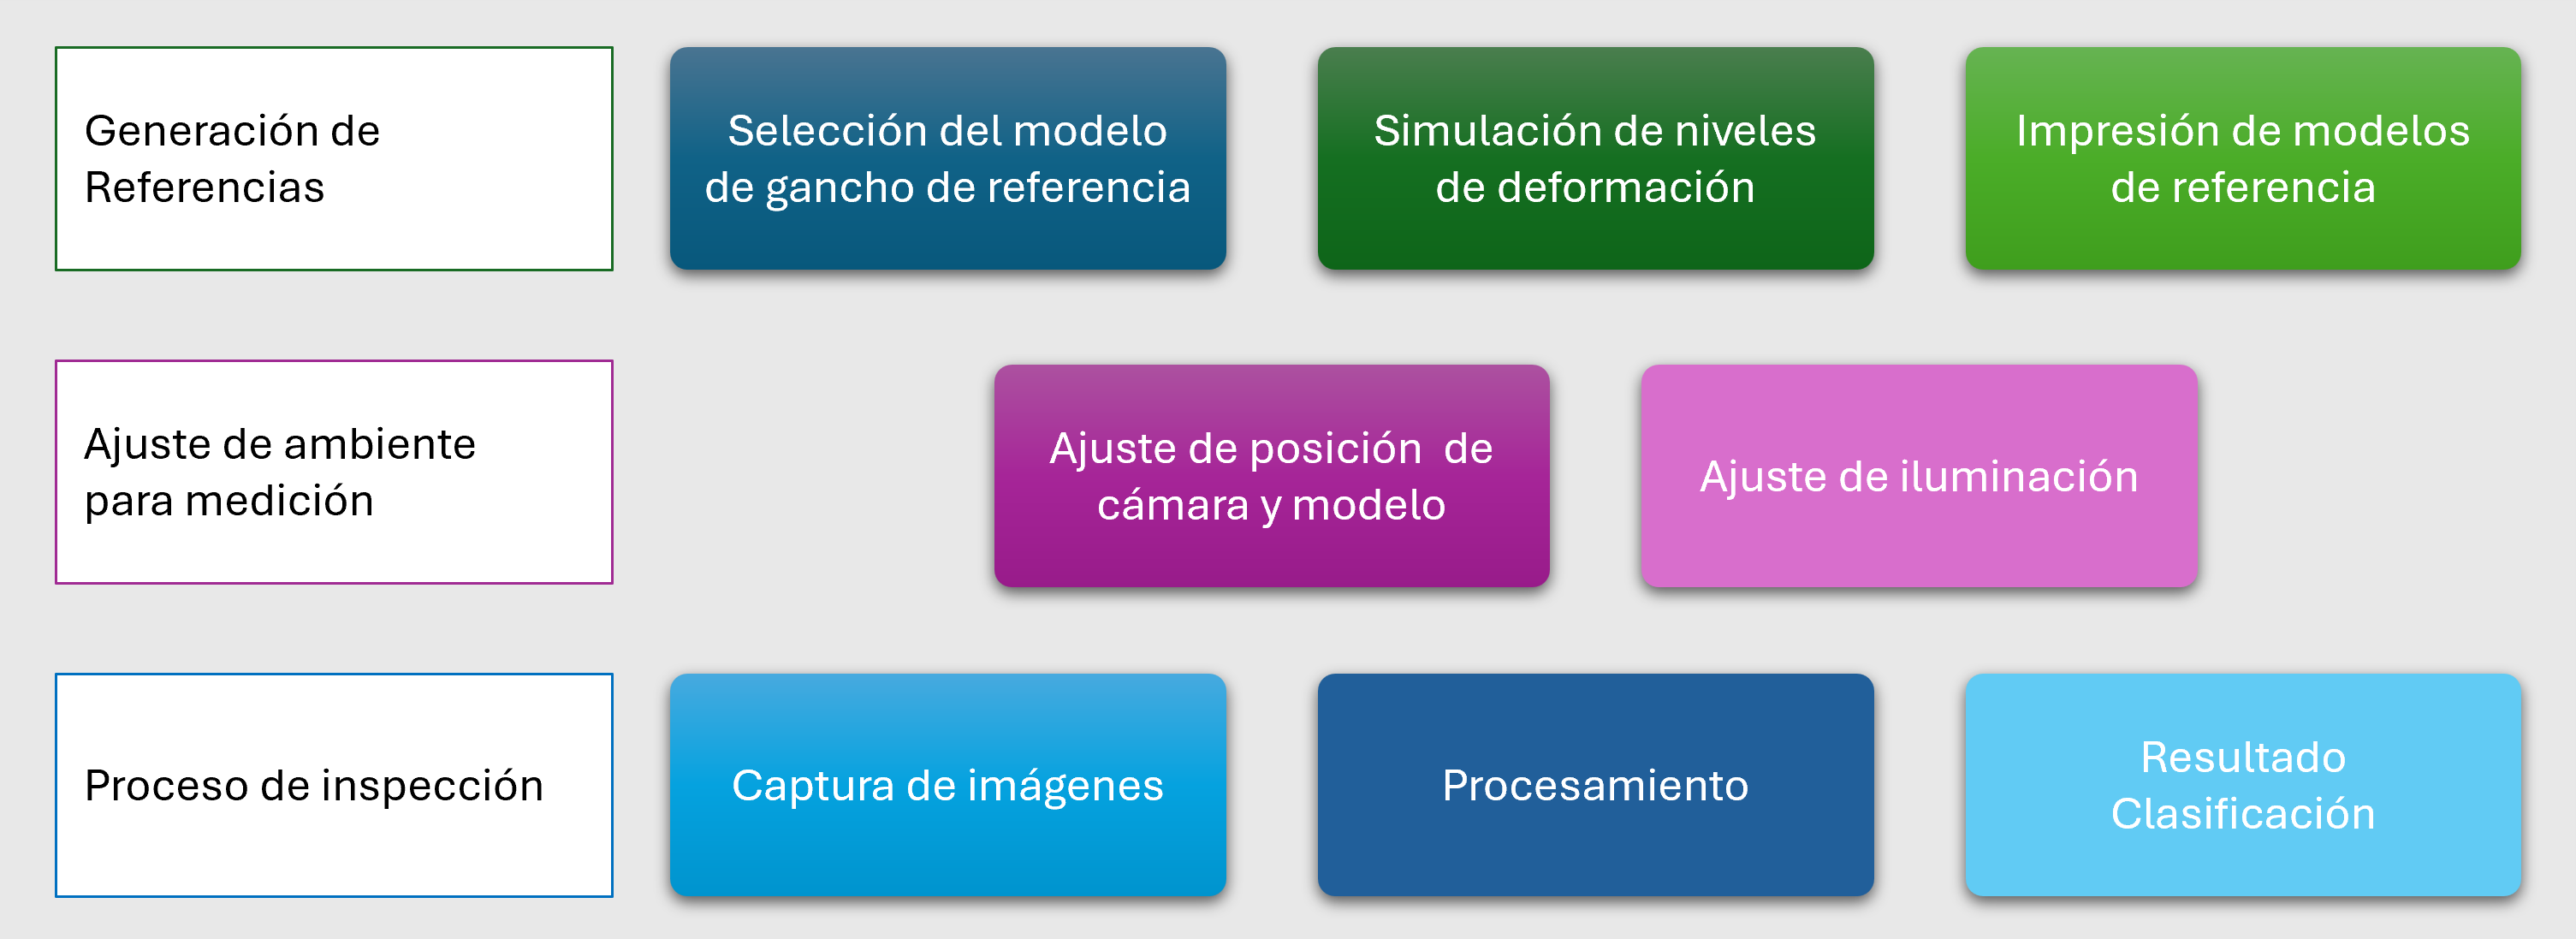 Generación de
Referencias
Selección del modelo
de gancho de referencia
Simulación de niveles
de deformación
Impresión de modelos
de referencia
Ajuste de ambiente
para medición
Ajuste de posición  de
cámara y modelo
Ajuste de iluminación
Proceso de inspección
Captura de imágenes
Procesamiento
Resultado
Clasificación